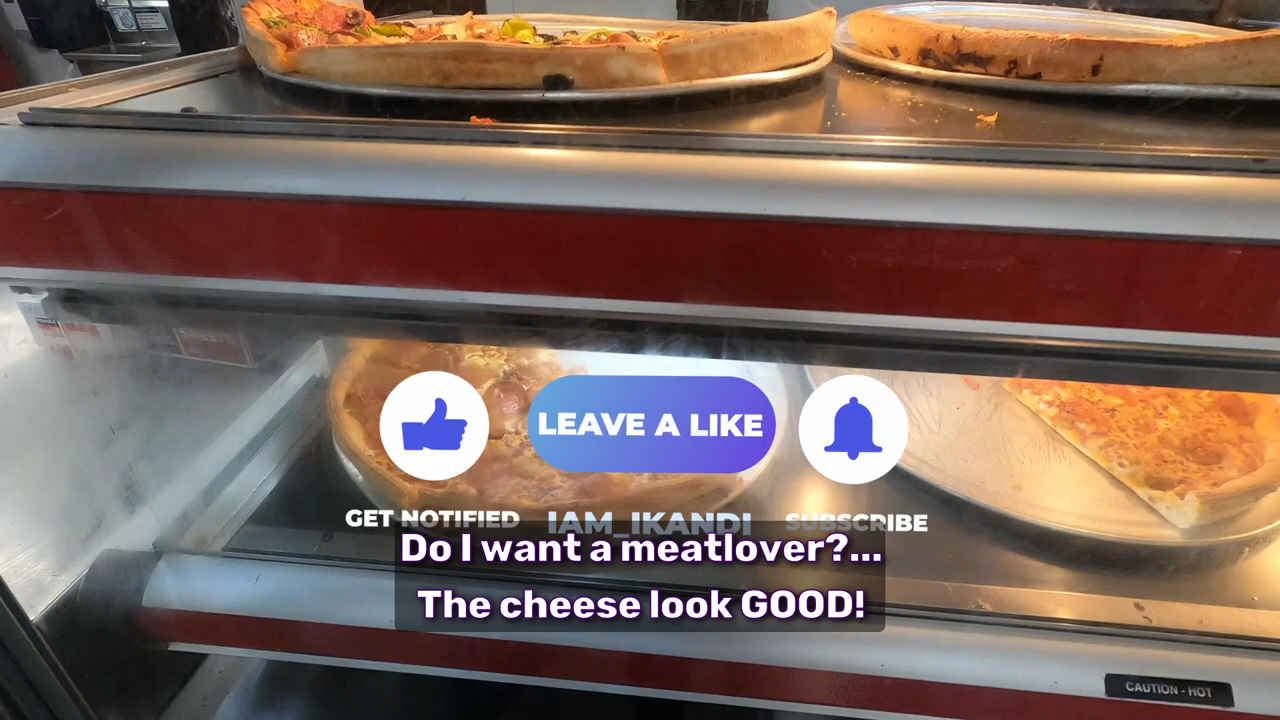 LEAVE A LIKE
GET NOTIFIED
IAM_IKANDI
SUBSCRIBE
Do I want a meatlover?...
The cheese look GOOD!
CAUTION - HOT